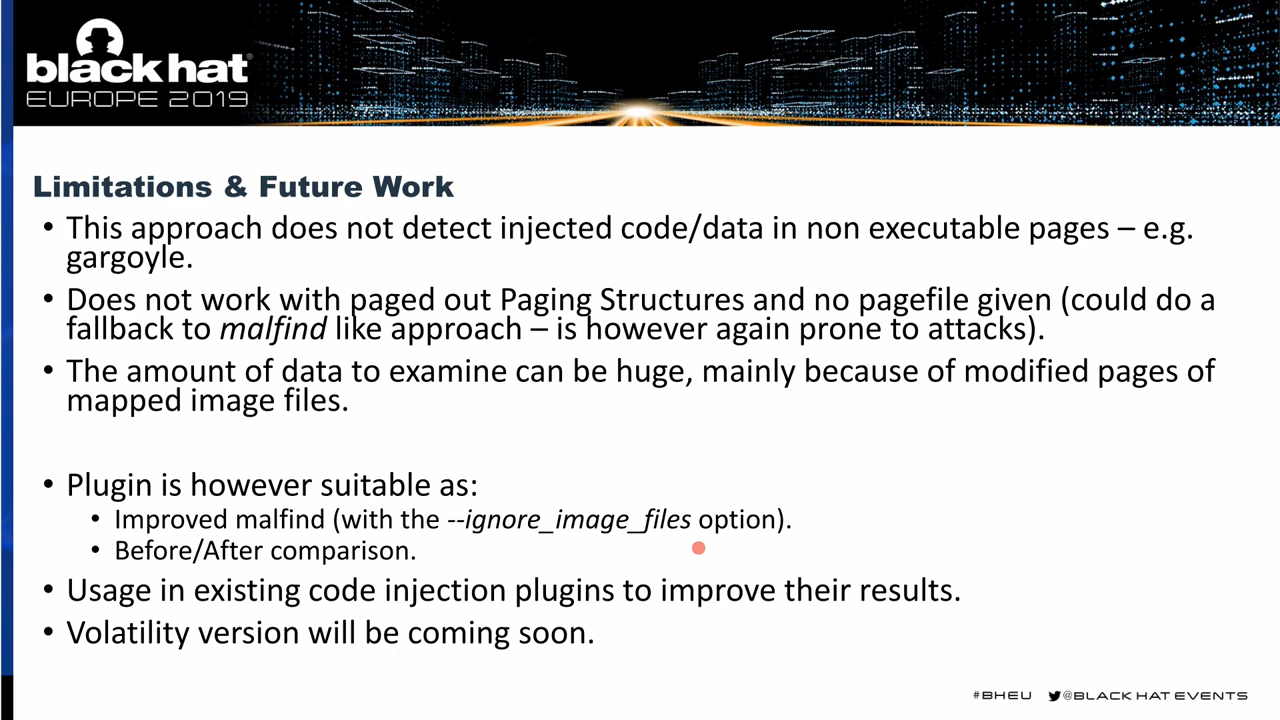 black hat
EUROPE 2019
Limitations & Future Work
• This approach does not detect injected code/data in non executable pages – e.g.
gargoyle.
• Does not work with paged out Paging Structures and no pagefile given (could do a
fallback to malfind like approach – is however again prone to attacks).
• The amount of data to examine can be huge, mainly because of modified pages of
mapped image files.
• Plugin is however suitable as:
• Improved malfind (with the --ignore_image_files option).
• Before/After comparison.
• Usage in existing code injection plugins to improve their results.
• Volatility version will be coming soon.
#BHEU @BLACK HAT EVENTS